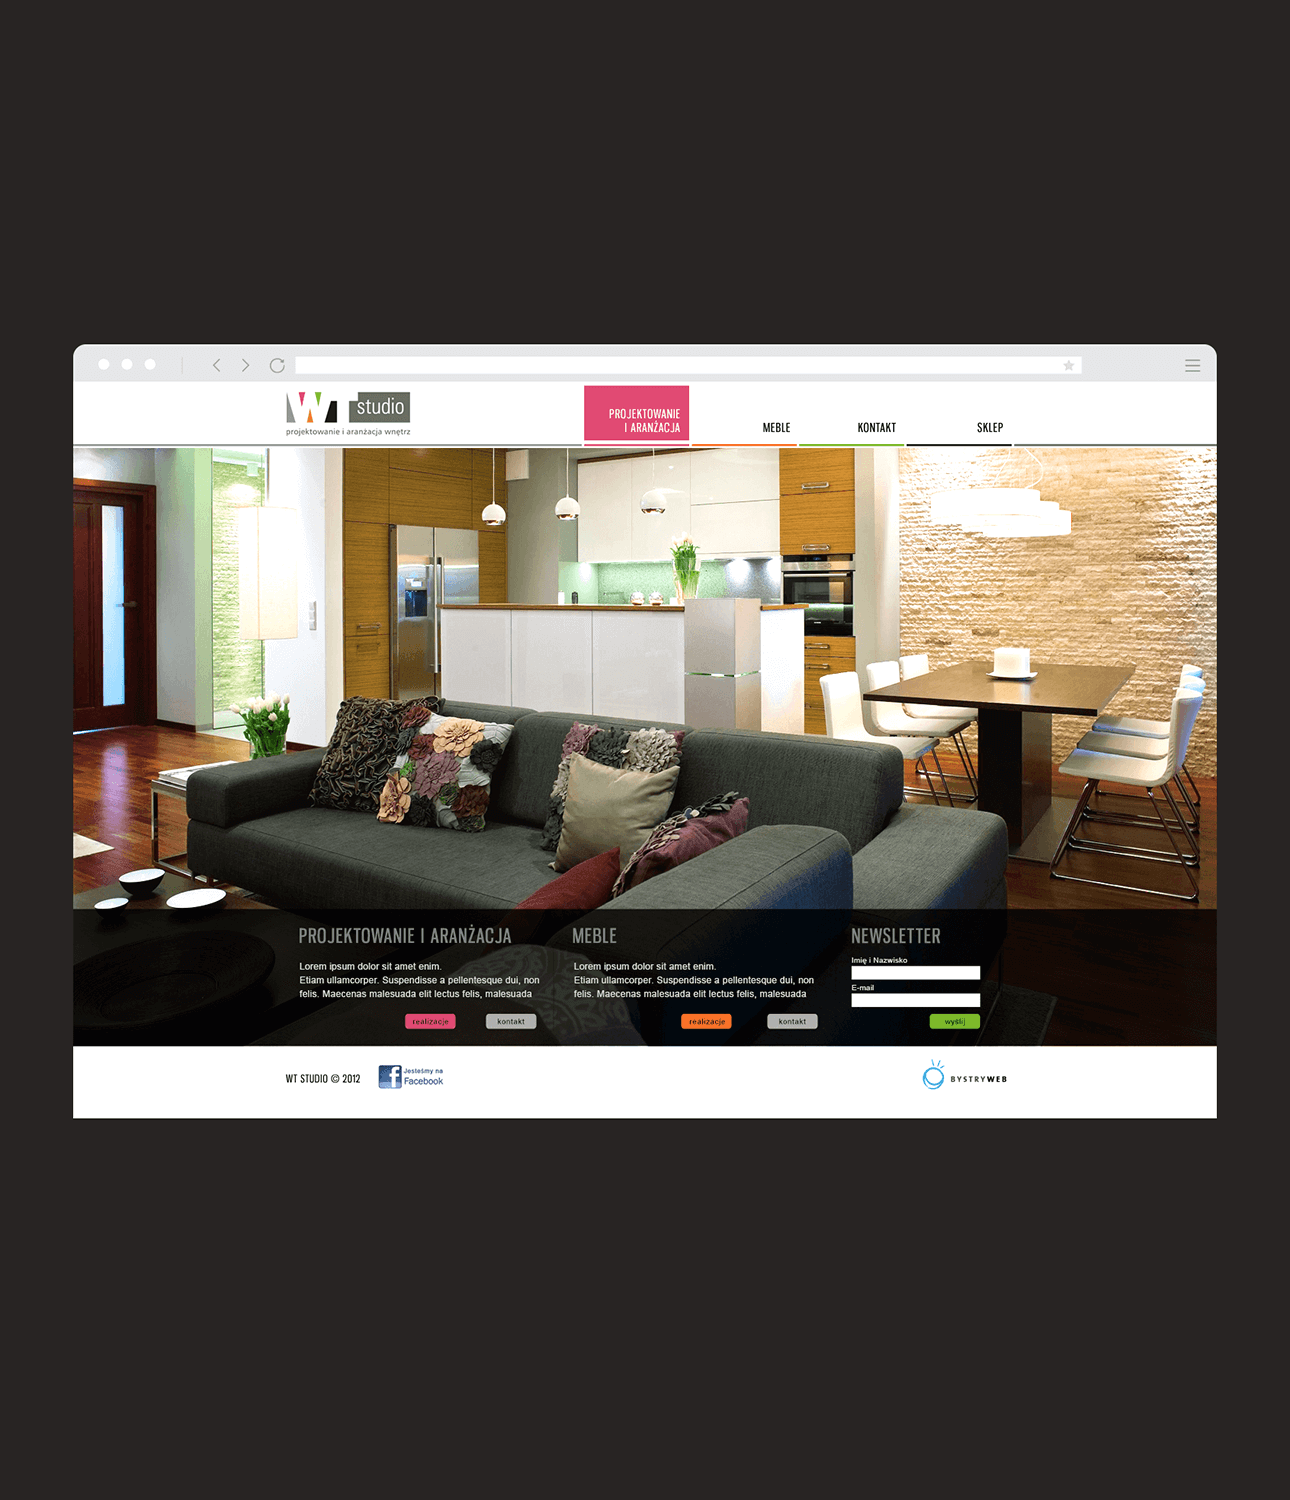 WT studio
projektowanie i aranżacja wnętrz
PROJEKTOWANIE
I ARANŻACJA
MEBLE
KONTAKT
SKLEP
PROJEKTOWANIE I ARANŻACJA
Lorem ipsum dolor sit amet enim.
Etiam ullamcorper. Suspendisse a pellentesque dui, non
felis. Maecenas malesuada elit lectus felis, malesuada
realizacje
kontakt
MEBLE
Lorem ipsum dolor sit amet enim.
Etiam ullamcorper. Suspendisse a pellentesque dui, non
felis. Maecenas malesuada elit lectus felis, malesuada
realizacje
kontakt
NEWSLETTER
Imię i Nazwisko
E-mail
wyślij
WT STUDIO © 2012
Jesteśmy na
Facebook
BYSTRYWEB